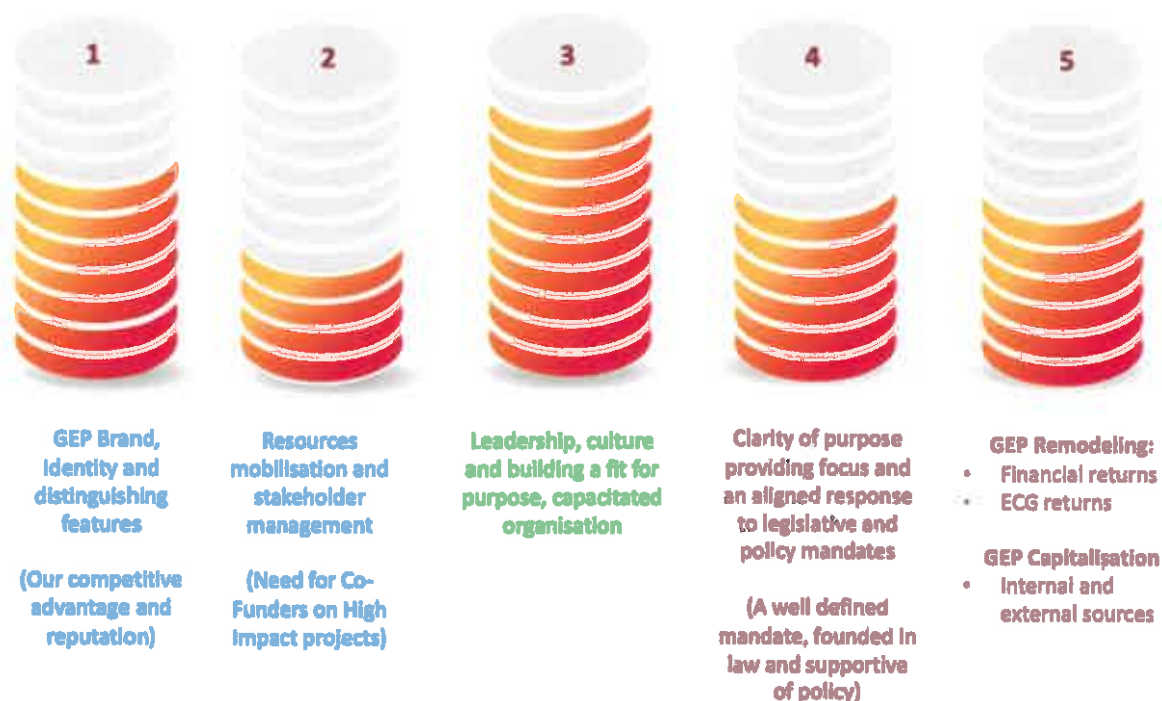 1
2
3
4
5
GEP Brand,
identity and
distinguishing
features
(Our competitive
advantage and
reputation)
Resources
mobilisation and
stakeholder
management
(Need for Co-
Funders on High
Impact projects)
Leadership, culture
and building a fit for
purpose, capacitated
organisation
Clarity of purpose
providing focus and
an aligned response
to legislative and
policy mandates
(A well defined
mandate, founded in
law and supportive
of policy)
GEP Remodeling:
• Financial returns
• ECG returns
GEP Capitalisation
• Internal and
external sources